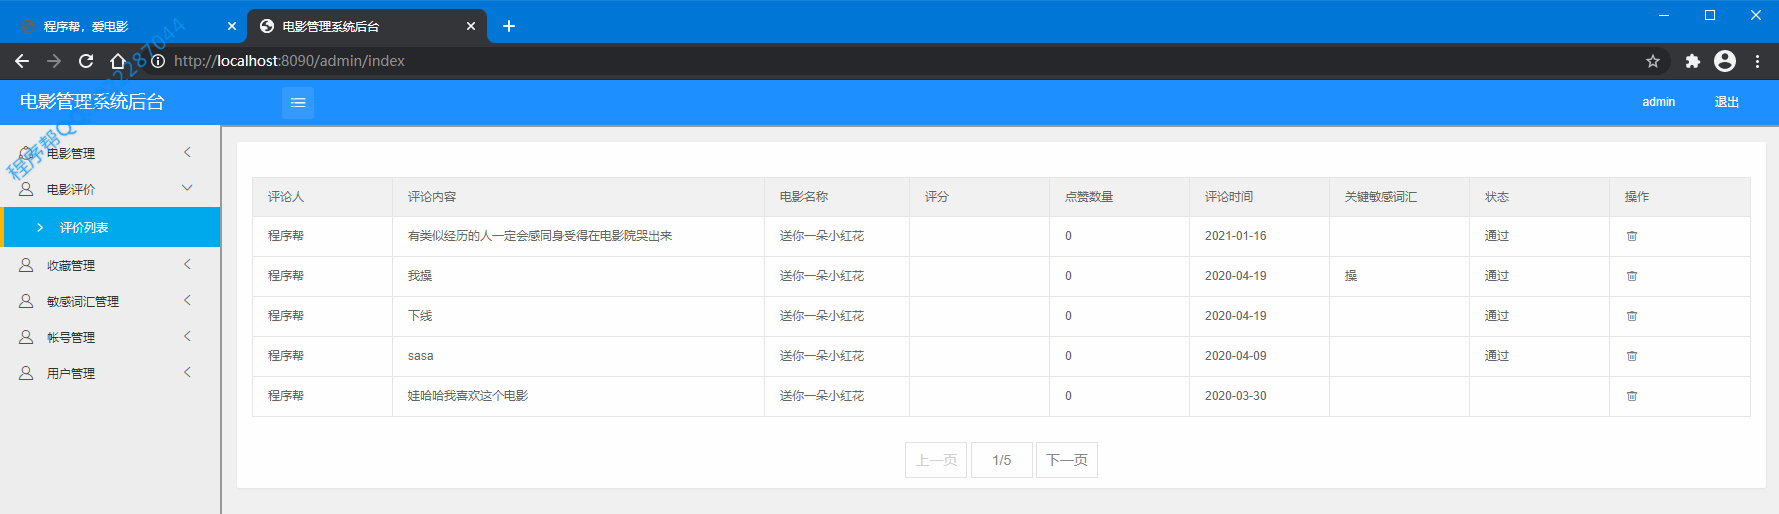 程序帮，爱电影
电影管理系统后台
http://localhost:8090/admin/index
电影管理系统后台
admin 退出
电影管理
电影评价
评价列表
收藏管理
敏感词汇管理
帐号管理
用户管理
评论人 评论内容 电影名称 评分 点赞数量 评论时间 关键敏感词汇 状态 操作
程序帮 有类似经历的人一定会感同身受得在电影院哭出来 送你一朵小红花 0 2021-01-16 通过
程序帮 我操 送你一朵小红花 0 2020-04-19 操 通过
程序帮 下线 送你一朵小红花 0 2020-04-19 通过
程序帮 sasa 送你一朵小红花 0 2020-04-09 通过
程序帮 娃哈哈我喜欢这个电影 送你一朵小红花 0 2020-03-30
上一页 1/5 下一页
程序帮